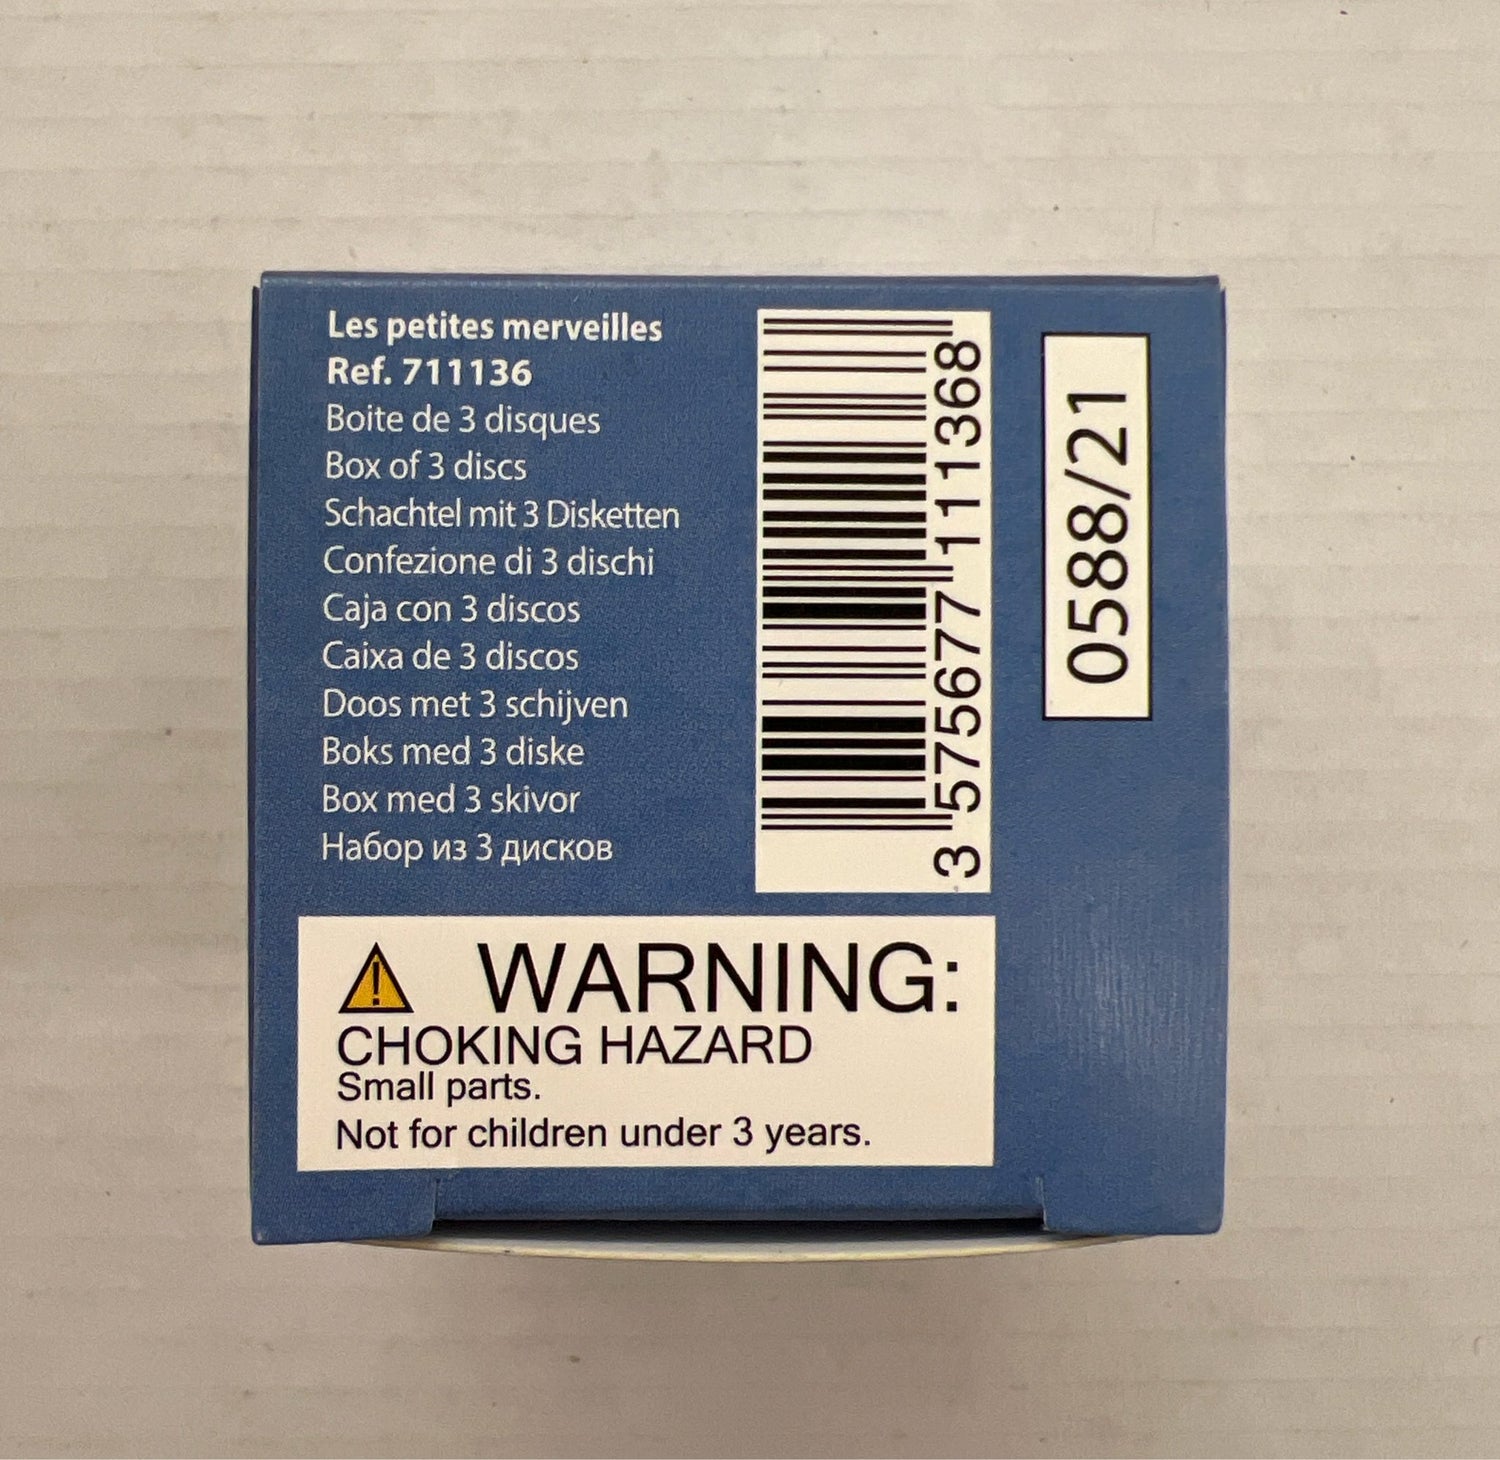 Les petites merveilles
Ref. 711136
Boite de 3 disques
Box of 3 discs
Schachtel mit 3 Disketten
Confezione di 3 dischi
Caja con 3 discos
Caixa de 3 discos
Doos met 3 schijven
Boks med 3 diske
Box med 3 skivor
Набор из 3 дисков
3 575677 111368
0588/21
WARNING:
CHOKING HAZARD
Small parts.
Not for children under 3 years.